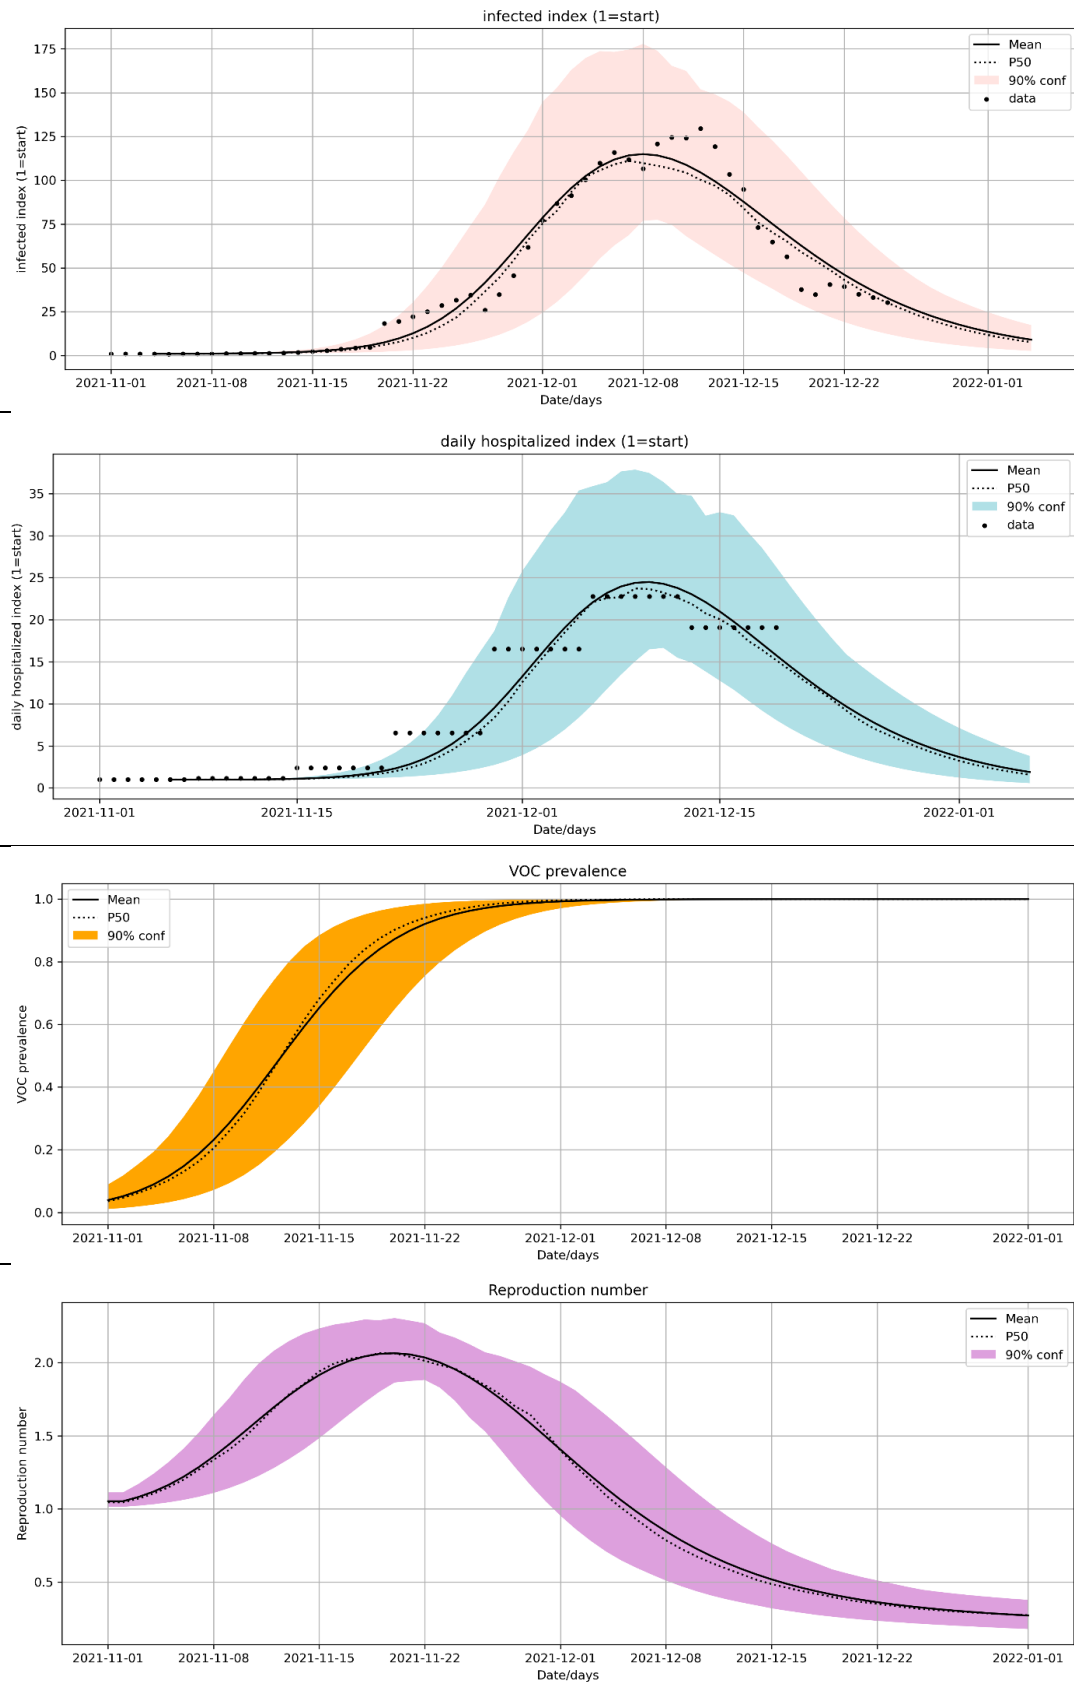 infected index (1=start)
infected index (1=start)
175
150
125
100
75
50
25
0
Mean
P50
90% conf
data
2021-11-01 2021-11-08 2021-11-15 2021-11-22 2021-12-01 2021-12-08 2021-12-15 2021-12-22 2022-01-01
Date/days
daily hospitalized index (1=start)
daily hospitalized index (1=start)
35
30
25
20
15
10
5
0
Mean
P50
90% conf
data
2021-11-01 2021-11-15 2021-12-01 2021-12-15 2022-01-01
Date/days
VOC prevalence
VOC prevalence
1.0
0.8
0.6
0.4
0.2
0.0
Mean
P50
90% conf
2021-11-01 2021-11-08 2021-11-15 2021-11-22 2021-12-01 2021-12-08 2021-12-15 2021-12-22 2022-01-01
Date/days
Reproduction number
Reproduction number
2.0
1.5
1.0
0.5
Mean
P50
90% conf
2021-11-01 2021-11-08 2021-11-15 2021-11-22 2021-12-01 2021-12-08 2021-12-15 2021-12-22 2022-01-01
Date/days